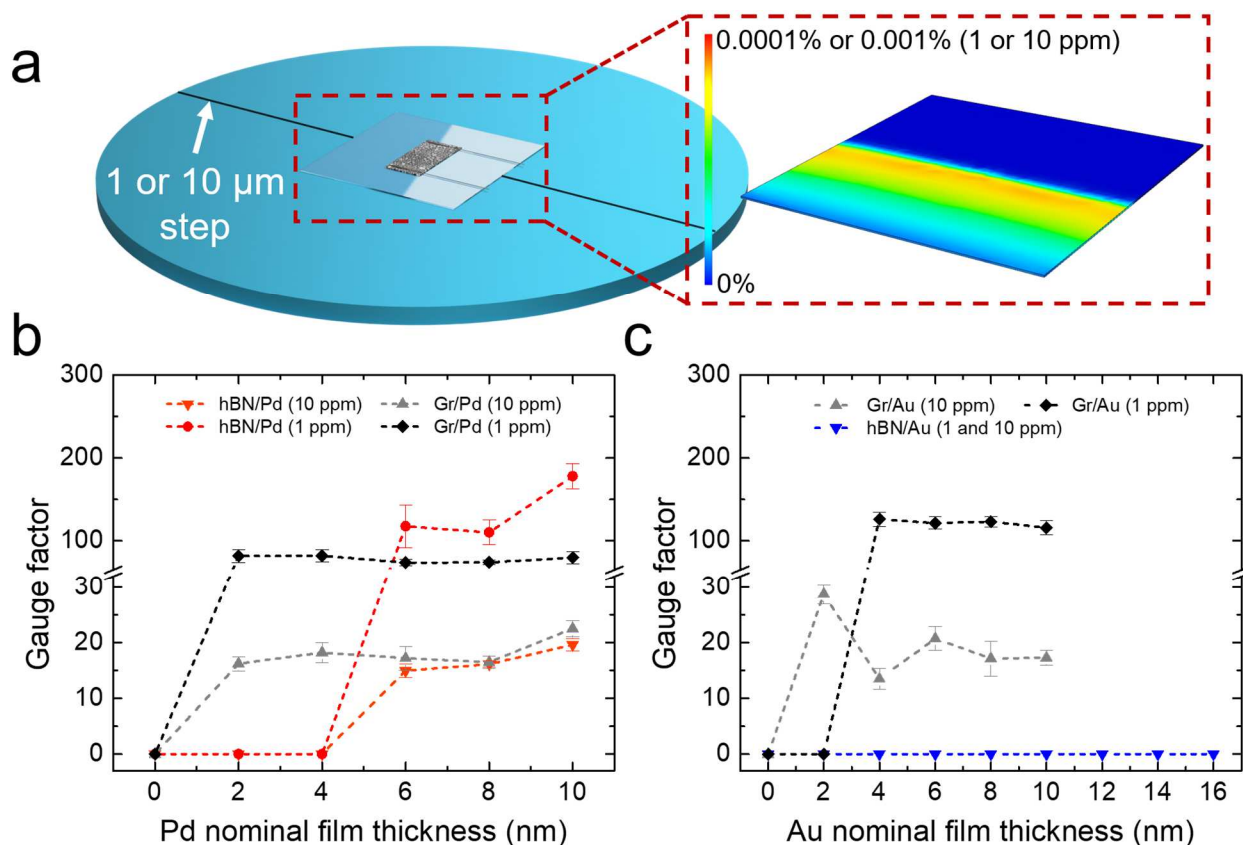 a
1 or 10 µm
step
0.0001% or 0.001% (1 or 10 ppm)
0%
b
300
200
100
30
20
10
0
Gauge factor
hBN/Pd (10 ppm)
Gr/Pd (10 ppm)
hBN/Pd (1 ppm)
Gr/Pd (1 ppm)
0 2 4 6 8 10
Pd nominal film thickness (nm)
c
300
200
100
30
20
10
0
Gauge factor
Gr/Au (10 ppm)
Gr/Au (1 ppm)
hBN/Au (1 and 10 ppm)
0 2 4 6 8 10 12 14 16
Au nominal film thickness (nm)